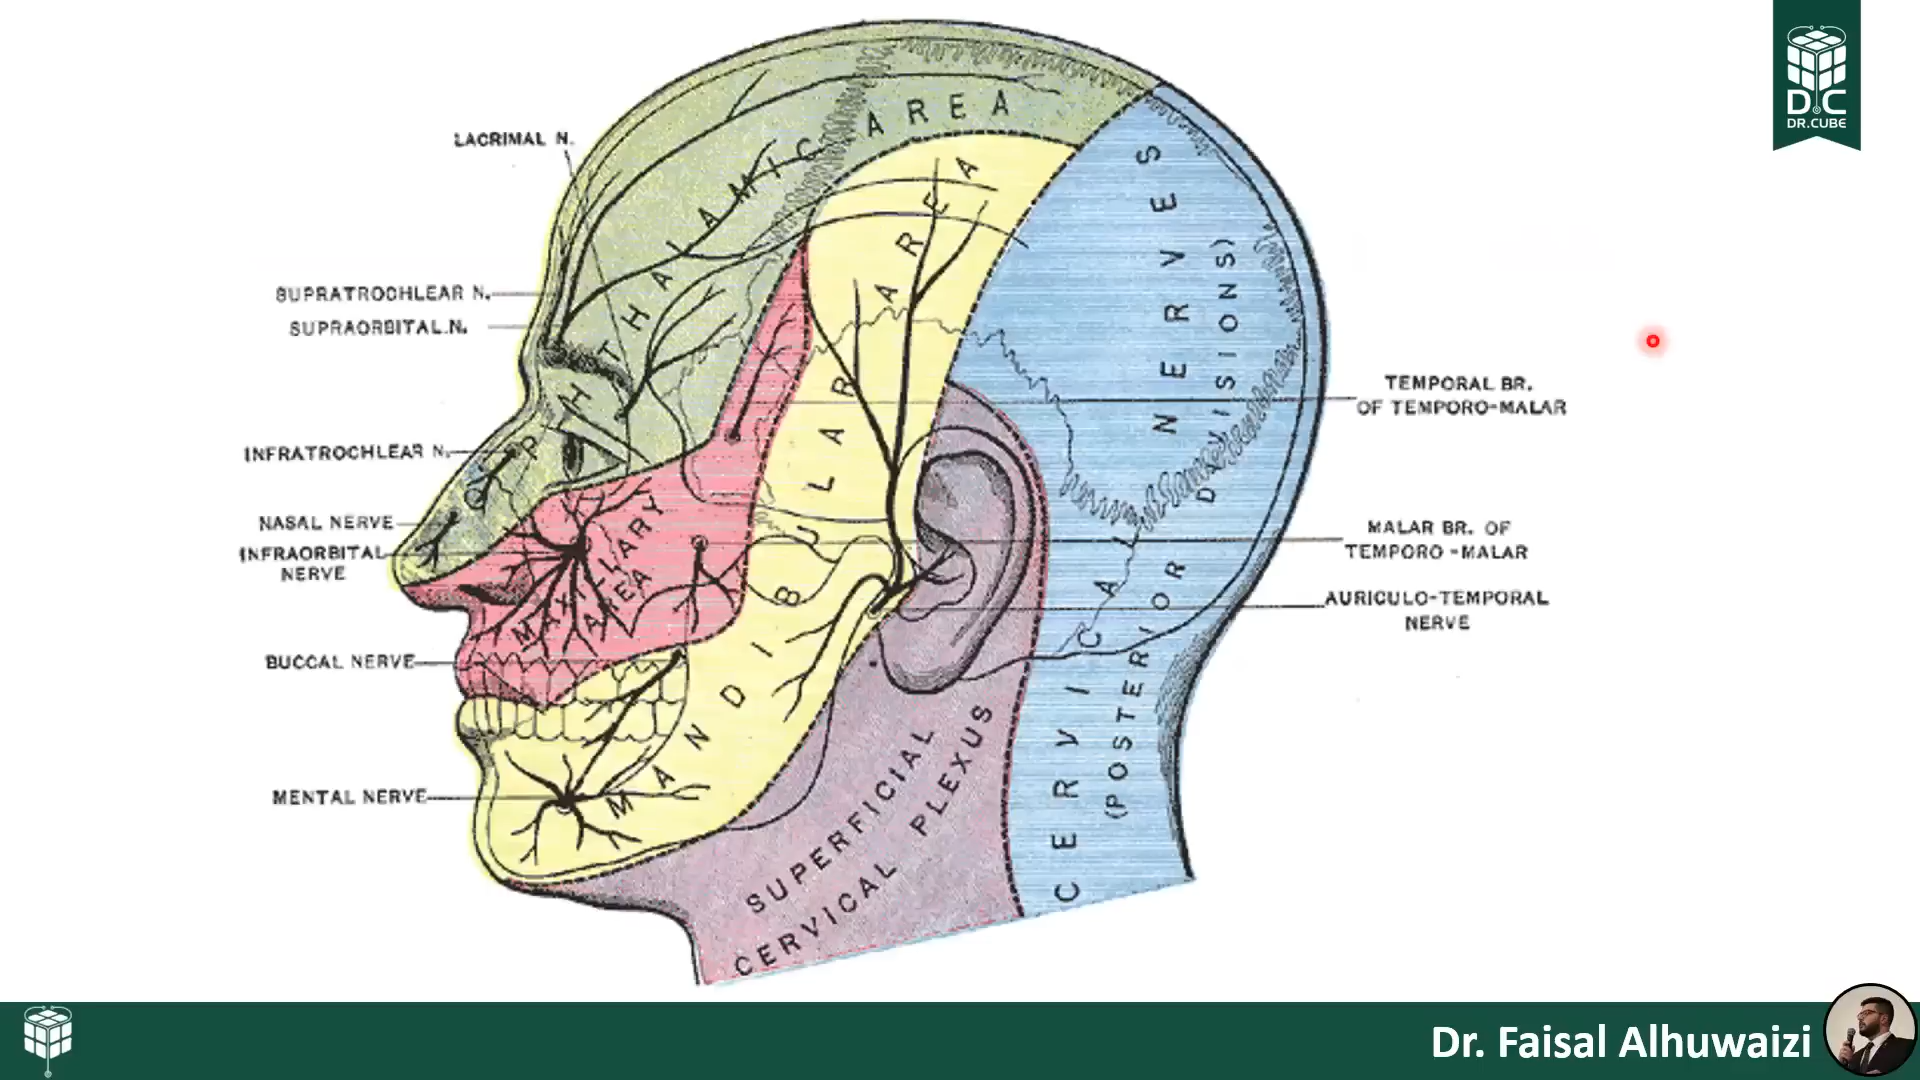 DC
DR.CUBE
LACRIMAL N.
SUPRATROCHLEAR N.
SUPRAORBITAL N.
INFRATROCHLEAR N.
NASAL NERVE
INFRAORBITAL
NERVE
BUCCAL NERVE
MENTAL NERVE
OPHTHALAMIC AREA
MAXILLARY
AREA
MANDIBULAR AREA
SUPERFICIAL
CERVICAL PLEXUS
CERVICAL NERVES
(POSTERIOR DIVISIONS)
TEMPORAL BR.
OF TEMPORO-MALAR
MALAR BR. OF
TEMPORO-MALAR
AURICULO-TEMPORAL
NERVE
Dr. Faisal Alhuwaizi